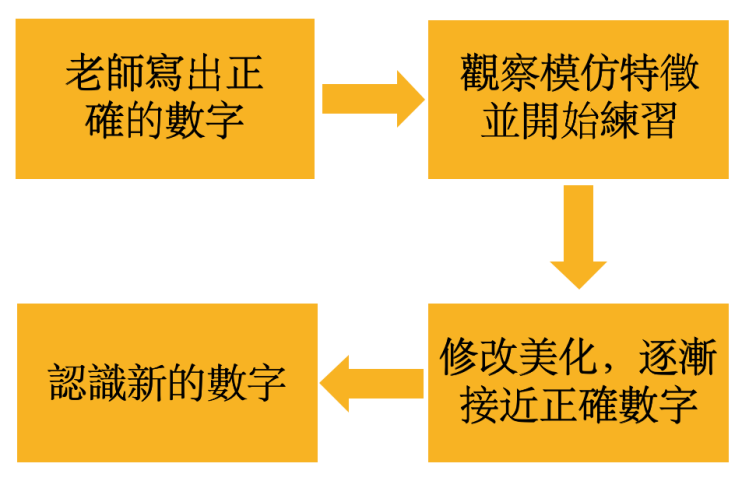 老師寫出正
確的數字
觀察模仿特徵
並開始練習
修改美化，逐漸
接近正確數字
認識新的數字